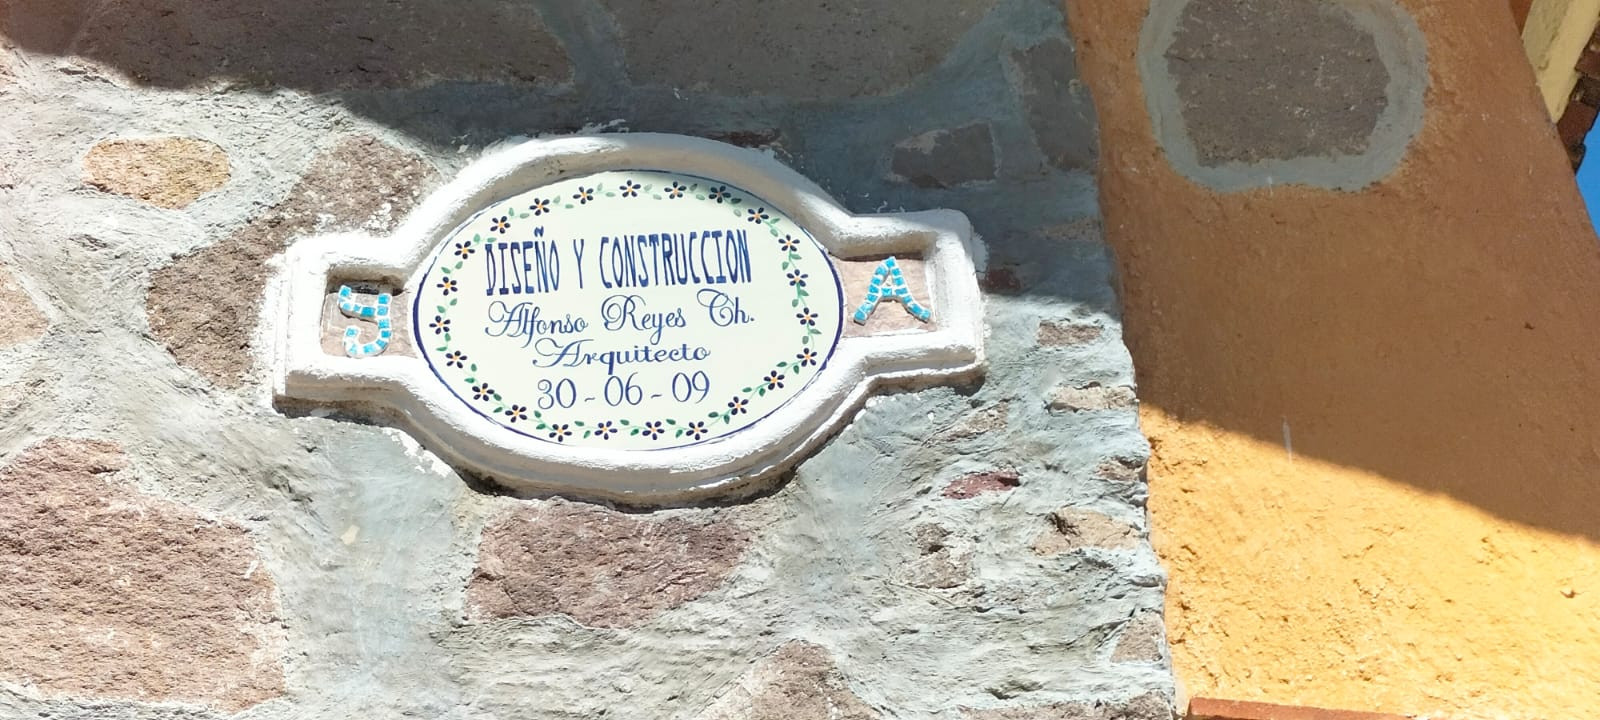 DISEÑO Y CONSTRUCCION
Y
Alfonso Reyes Ch.
A
Arquitecto
30-06-09